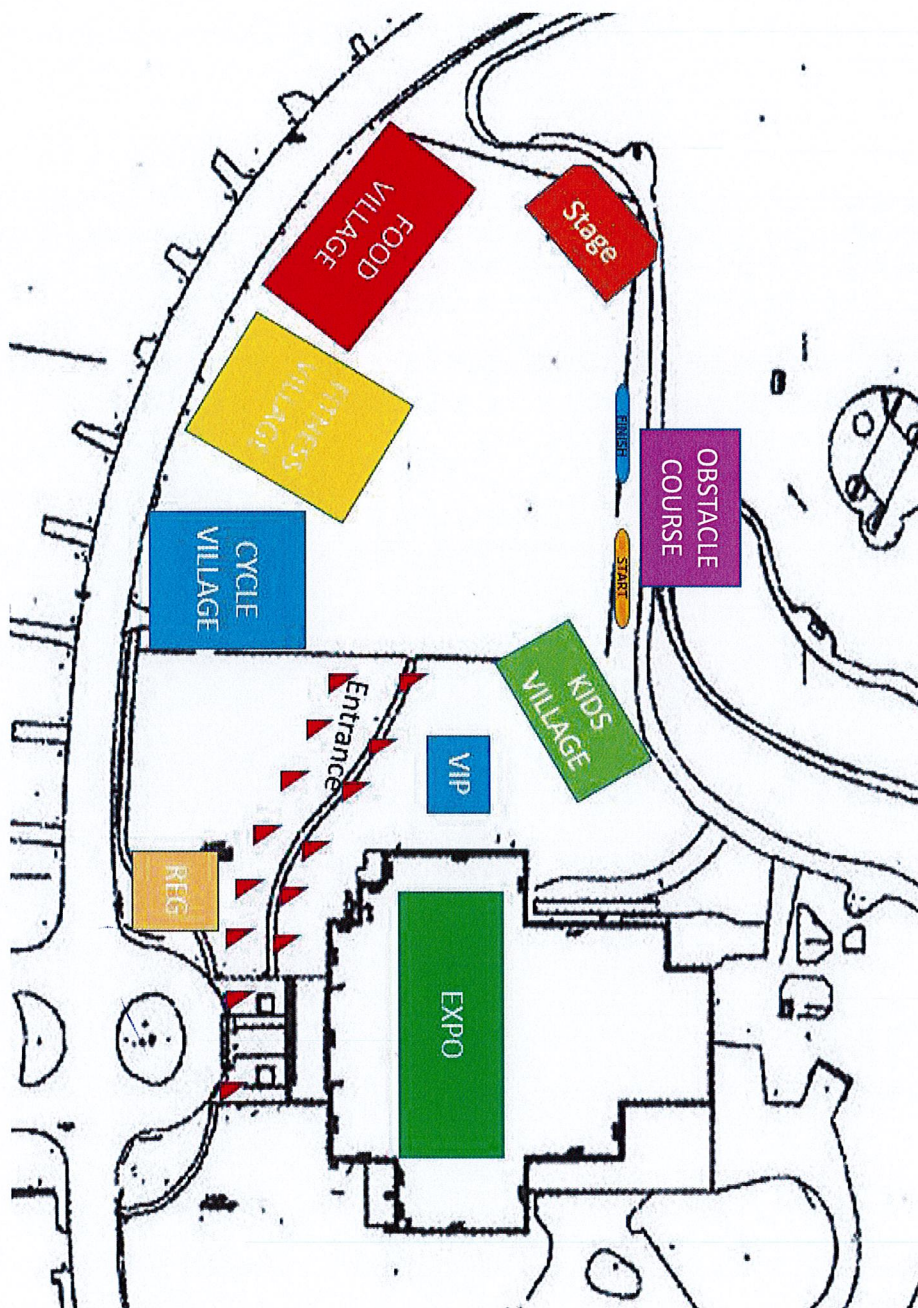 FOOD
VILLAGE
Stage
FITNESS
VILLAGE
FINISH
OBSTACLE
COURSE
START
CYCLE
VILLAGE
KIDS
VILLAGE
Entrance
VIP
REG
EXPO